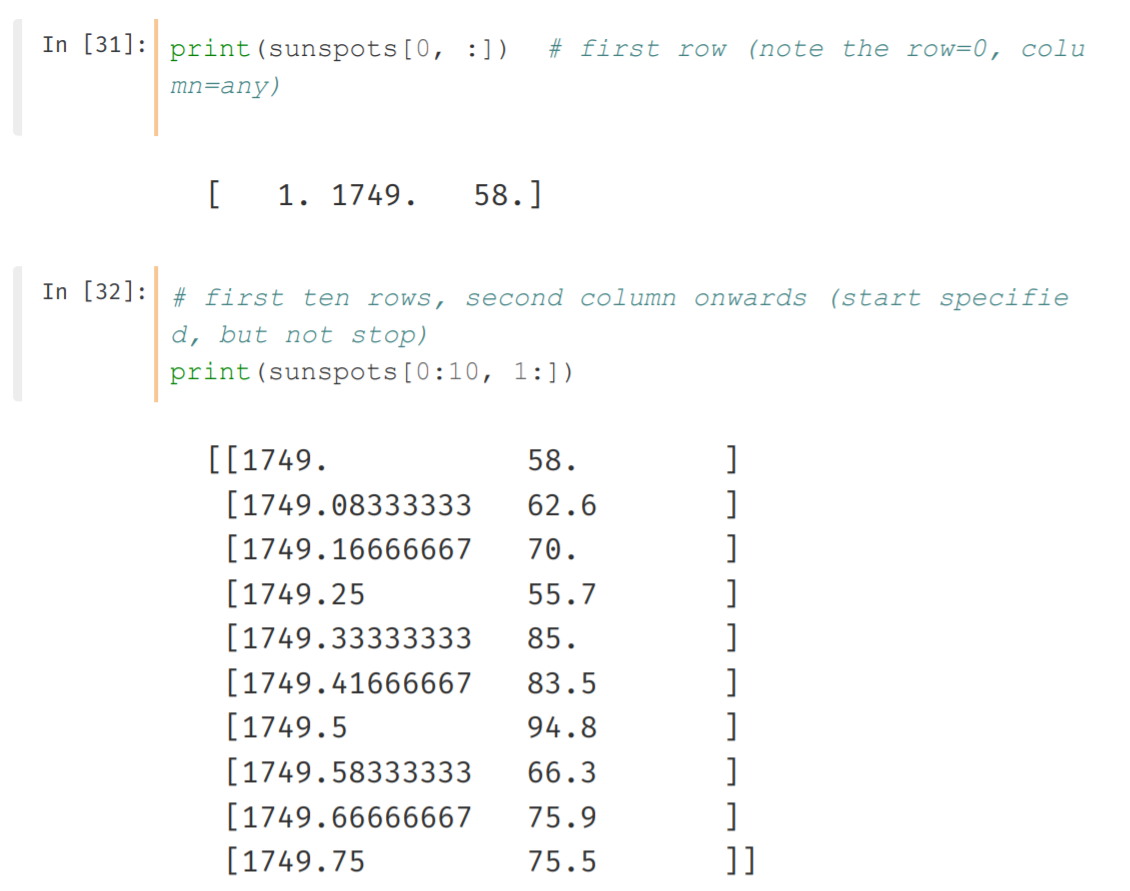 In [31]: print(sunspots[0, :])  # first row (note the row=0, colu
mn=any)
[   1. 1749.   58.]
In [32]: # first ten rows, second column onwards (start specifie
d, but not stop)
print(sunspots[0:10, 1:])
[[1749.           58.        ]
 [1749.08333333   62.6       ]
 [1749.16666667   70.        ]
 [1749.25         55.7       ]
 [1749.33333333   85.        ]
 [1749.41666667   83.5       ]
 [1749.5          94.8       ]
 [1749.58333333   66.3       ]
 [1749.66666667   75.9       ]
 [1749.75         75.5       ]]